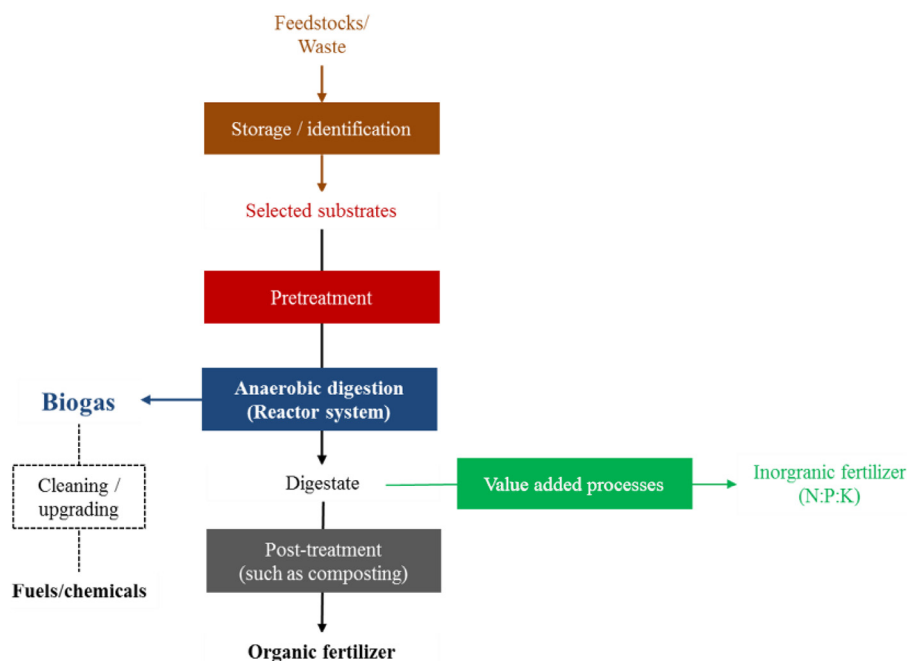 Feedstocks/
Waste
Storage / identification
Selected substrates
Pretreatment
Anaerobic digestion
(Reactor system)
Biogas
Cleaning /
upgrading
Fuels/chemicals
Digestate
Value added processes
Inorgranic fertilizer
(N:P:K)
Post-treatment
(such as composting)
Organic fertilizer